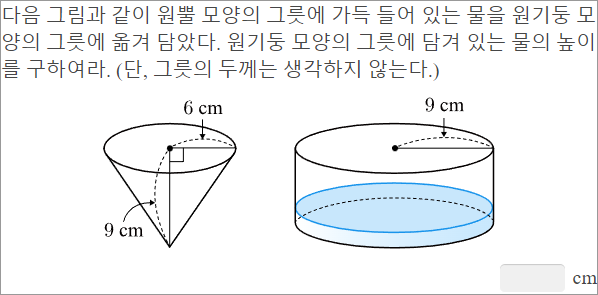 다음 그림과 같이 원뿔 모양의 그릇에 가득 들어 있는 물을 원기둥 모
양의 그릇에 옮겨 담았다. 원기둥 모양의 그릇에 담겨 있는 물의 높이
를 구하여라. (단, 그릇의 두께는 생각하지 않는다.)
6 cm
9 cm
9 cm
cm